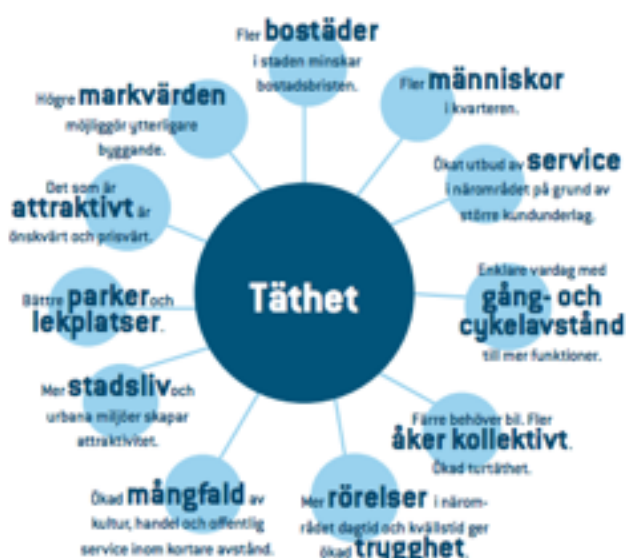 Täthet
Fler bostäder
i staden minskar
bostadsbristen.
Fler människor
i kvarteren.
Ökat utbud av service
i närområdet på grund av
större kundunderlag.
Enklare vardag med
gång- och
cykelavstånd
till mer funktioner.
Färre behöver bil. Fler
åker kollektivt.
Ökad turtäthet.
Mer rörelser i närom-
rådet dagtid och kvällstid ger
ökad trygghet.
Ökad mångfald av
kultur, handel och offentlig
service inom kortare avstånd.
Mer stadsliv och
urbana miljöer skapar
attraktivitet.
Bättre parker och
lekplatser.
Det som är
attraktivt är
önskvärt och prisvärt.
Högre markvärden
möjliggör ytterligare
byggande.